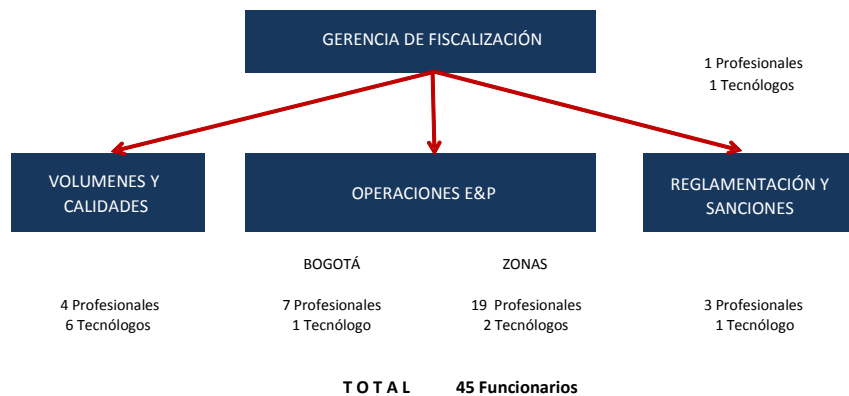 GERENCIA DE FISCALIZACIÓN
1 Profesionales
1 Tecnólogos
VOLUMENES Y
CALIDADES
OPERACIONES E&P
REGLAMENTACIÓN Y
SANCIONES
BOGOTÁ
ZONAS
4 Profesionales
6 Tecnólogos
7 Profesionales
1 Tecnólogo
19 Profesionales
2 Tecnólogos
3 Profesionales
1 Tecnólogo
T O T A L 45 Funcionarios